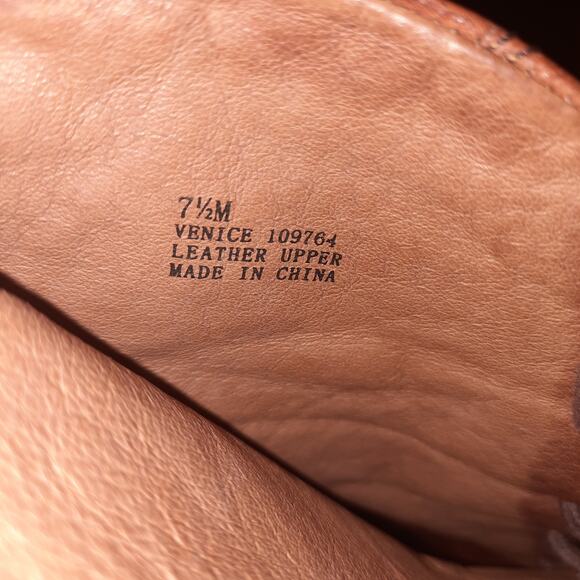 7½M
VENICE 109764
LEATHER UPPER
MADE IN CHINA